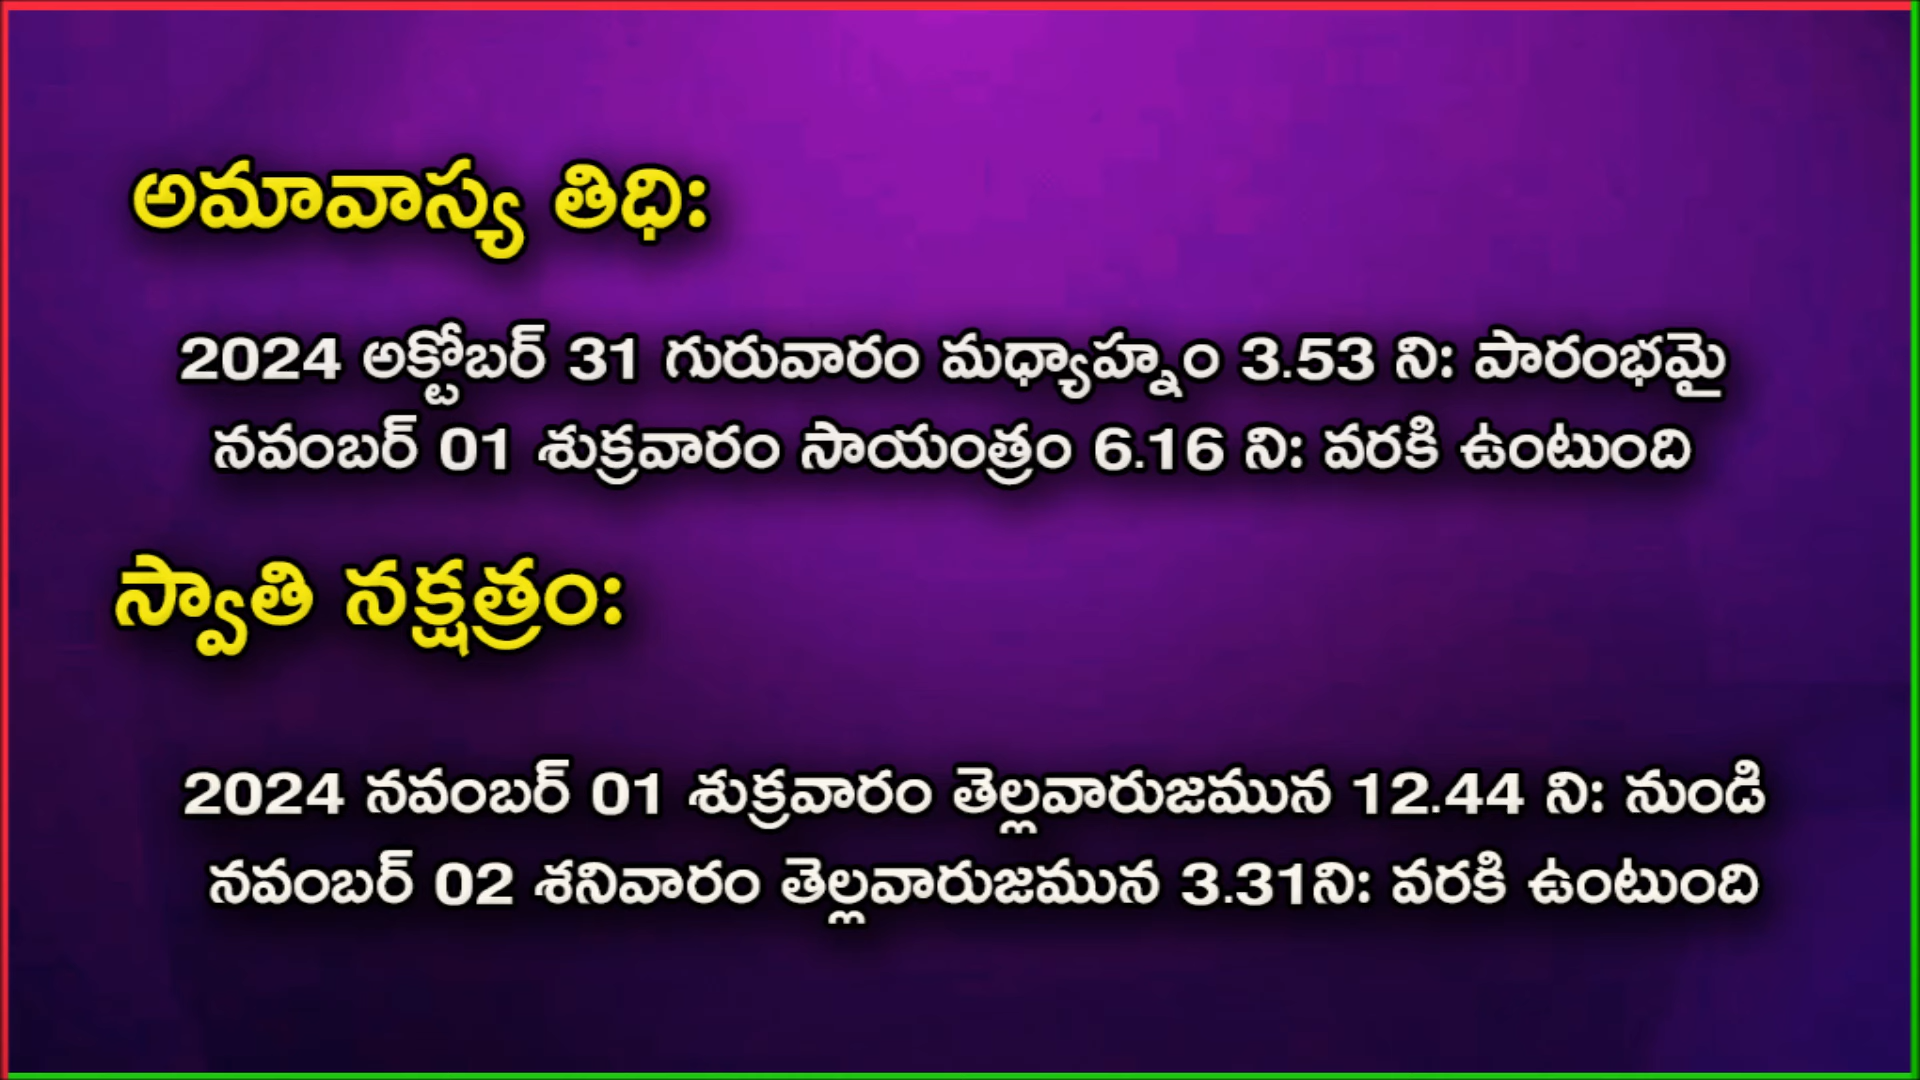 అమావాస్య తిధి:
2024 అక్టోబర్ 31 గురువారం మధ్యాహ్నం 3.53 ని: పారంభమై
నవంబర్ 01 శుక్రవారం సాయంత్రం 6.16 ని: వరకి ఉంటుంది
స్వాతి నక్షత్రం:
2024 నవంబర్ 01 శుక్రవారం తెల్లవారుజమున 12.44 ని: నుండి
నవంబర్ 02 శనివారం తెల్లవారుజమున 3.31ని: వరకి ఉంటుంది